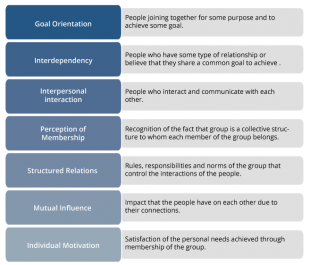 Goal Orientation
People joining together for some purpose and to
achieve some goal.
Interdependency
People who have some type of relationship or
believe that they share a common goal to achieve .
Interpersonal
interaction
People who interact and communicate with each
other.
Perception of
Membership
Recognition of the fact that group is a collective struc-
ture to whom each member of the group belongs.
Structured Relations
Rules, responsibilities and norms of the group that
control the interactions of the people.
Mutual Influence
Impact that the people have on each other due to
their connections.
Individual Motivation
Satisfaction of the personal needs achieved through
membership of the group.